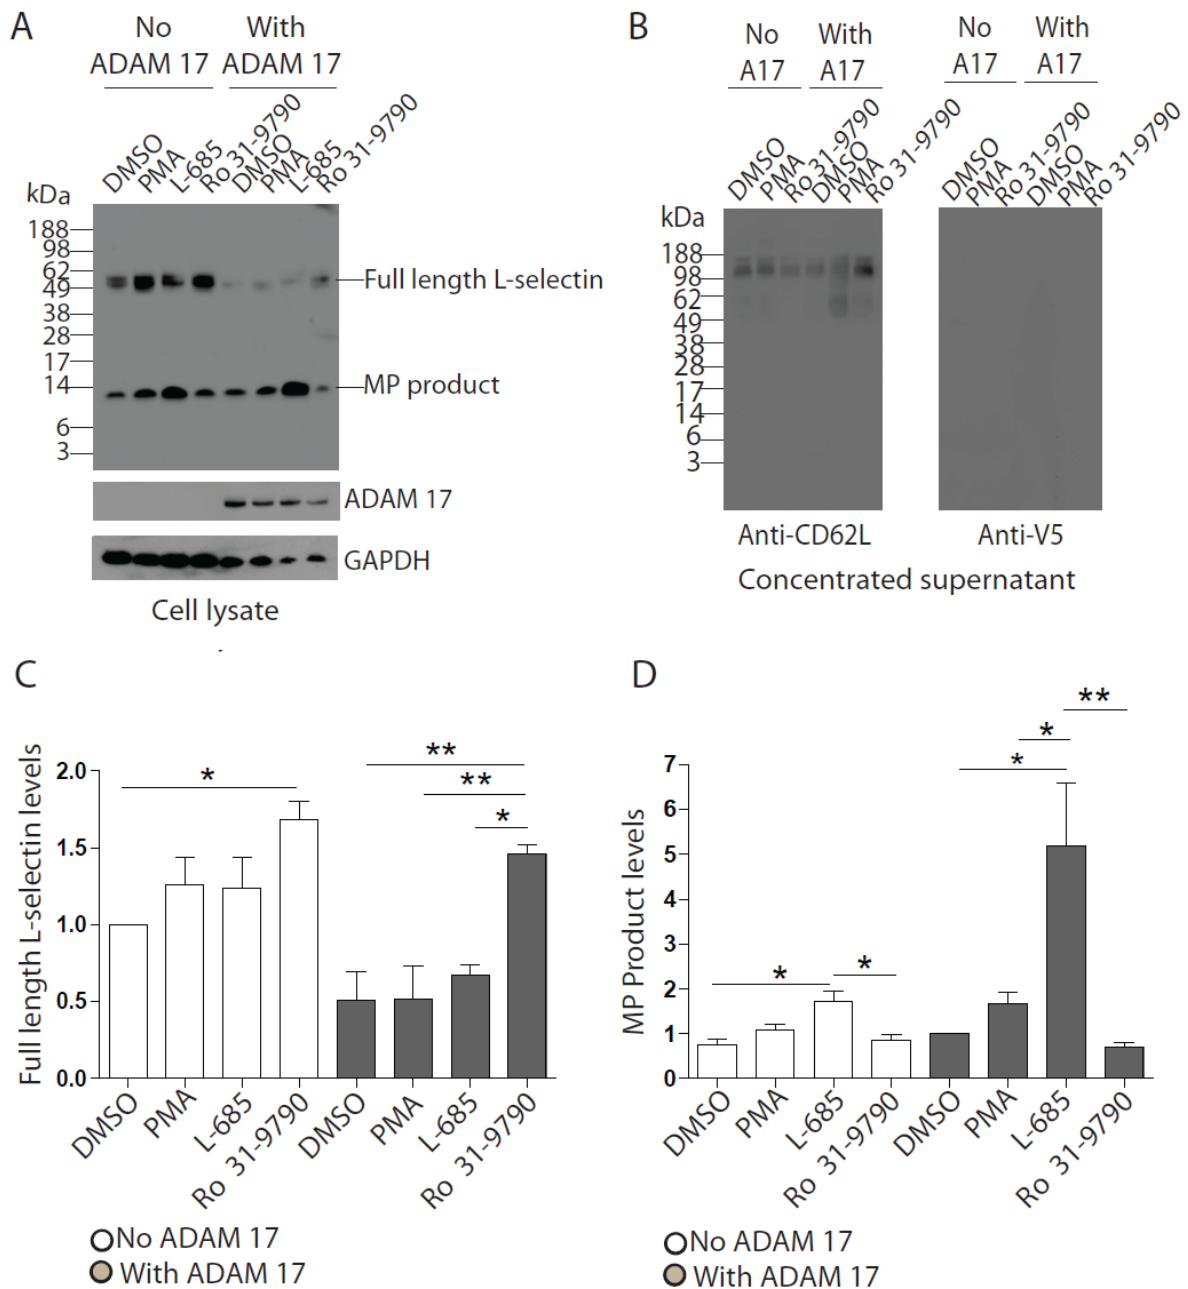 A
No
ADAM 17
With
ADAM 17
DMSO
PMA
L-685
Ro 31-9790
DMSO
PMA
L-685
Ro 31-9790
kDa
188
98
62
49
38
28
17
14
6
3
Full length L-selectin
MP product
ADAM 17
GAPDH
Cell lysate
B
No
A17
With
A17
No
A17
With
A17
DMSO
PMA
Ro 31-9790
DMSO
PMA
Ro 31-9790
DMSO
PMA
Ro 31-9790
DMSO
PMA
Ro 31-9790
kDa
188
98
62
49
38
28
17
14
6
3
Anti-CD62L
Anti-V5
Concentrated supernatant
C
Full length L-selectin levels
2.0
1.5
1.0
0.5
0.0
*
**
**
*
DMSO
PMA
L-685
Ro 31-9790
DMSO
PMA
L-685
Ro 31-9790
No ADAM 17
With ADAM 17
D
MP Product levels
7
6
5
4
3
2
1
0
*
*
*
*
**
DMSO
PMA
L-685
Ro 31-9790
DMSO
PMA
L-685
Ro 31-9790
No ADAM 17
With ADAM 17